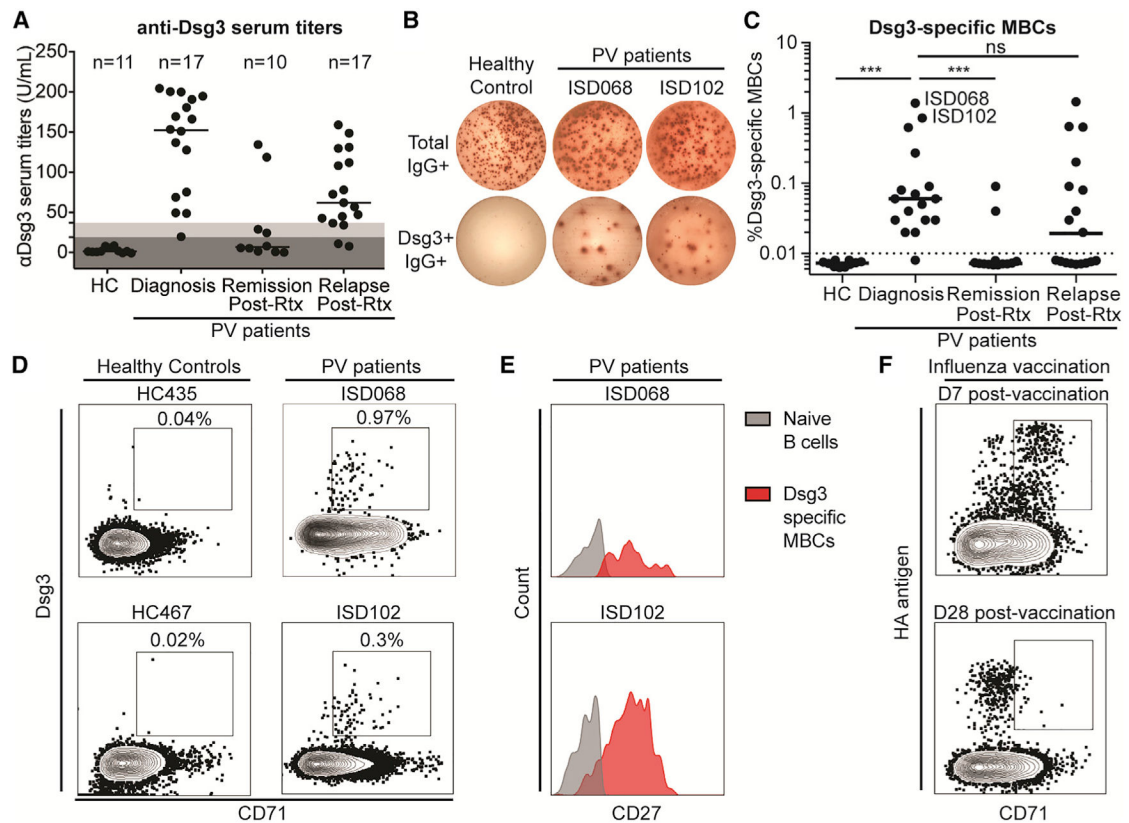 A
anti-Dsg3 serum titers
αDsg3 serum titers (U/mL)
250
200
150
100
50
0
n=11
n=17
n=10
n=17
HC
Diagnosis
Remission
Post-Rtx
Relapse
Post-Rtx
PV patients
B
Healthy
Control
PV patients
ISD068
ISD102
Total
IgG+
Dsg3+
IgG+
C
Dsg3-specific MBCs
%Dsg3-specific MBCs
10
1
0.1
0.01
ns
***
***
ISD068
ISD102
HC
Diagnosis
Remission
Post-Rtx
Relapse
Post-Rtx
PV patients
D
Healthy Controls
PV patients
HC435
0.04%
ISD068
0.97%
HC467
0.02%
ISD102
0.3%
Dsg3
CD71
E
PV patients
ISD068
ISD102
Count
CD27
Naive
B cells
Dsg3
specific
MBCs
F
Influenza vaccination
D7 post-vaccination
D28 post-vaccination
HA antigen
CD71